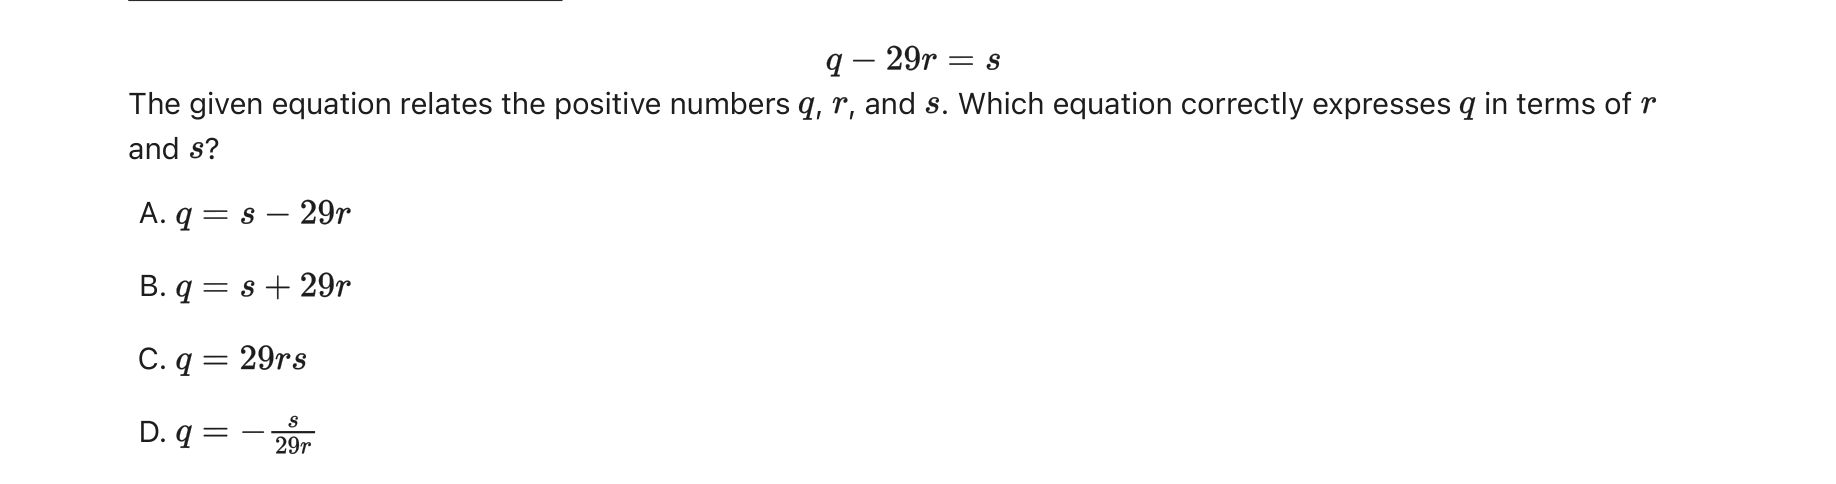 q − 29r = s
The given equation relates the positive numbers q, r, and s. Which equation correctly expresses q in terms of r
and s?
A. q = s − 29r
B. q = s + 29r
C. q = 29rs
D. q = −s/29r